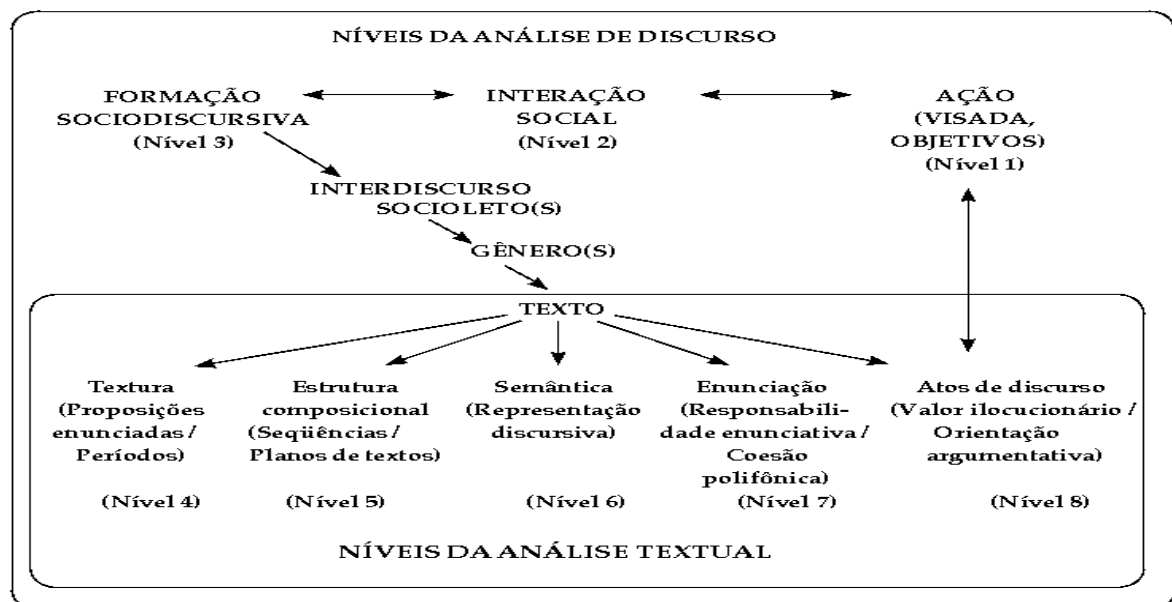 NÍVEIS DA ANÁLISE DE DISCURSO
FORMAÇÃO
SOCIODISCURSIVA
(Nível 3)
INTERAÇÃO
SOCIAL
(Nível 2)
AÇÃO
(VISADA,
OBJETIVOS)
(Nível 1)
INTERDISCURSO
SOCIOLETO(S)
GÊNERO(S)
TEXTO
Textura
(Proposições
enunciadas /
Períodos)
(Nível 4)
Estrutura
composicional
(Seqüências /
Planos de textos)
(Nível 5)
Semântica
(Representação
discursiva)
(Nível 6)
Enunciação
(Responsabili-
dade enunciativa /
Coesão
polifônica)
(Nível 7)
Atos de discurso
(Valor ilocucionário /
Orientação
argumentativa)
(Nível 8)
NÍVEIS DA ANÁLISE TEXTUAL